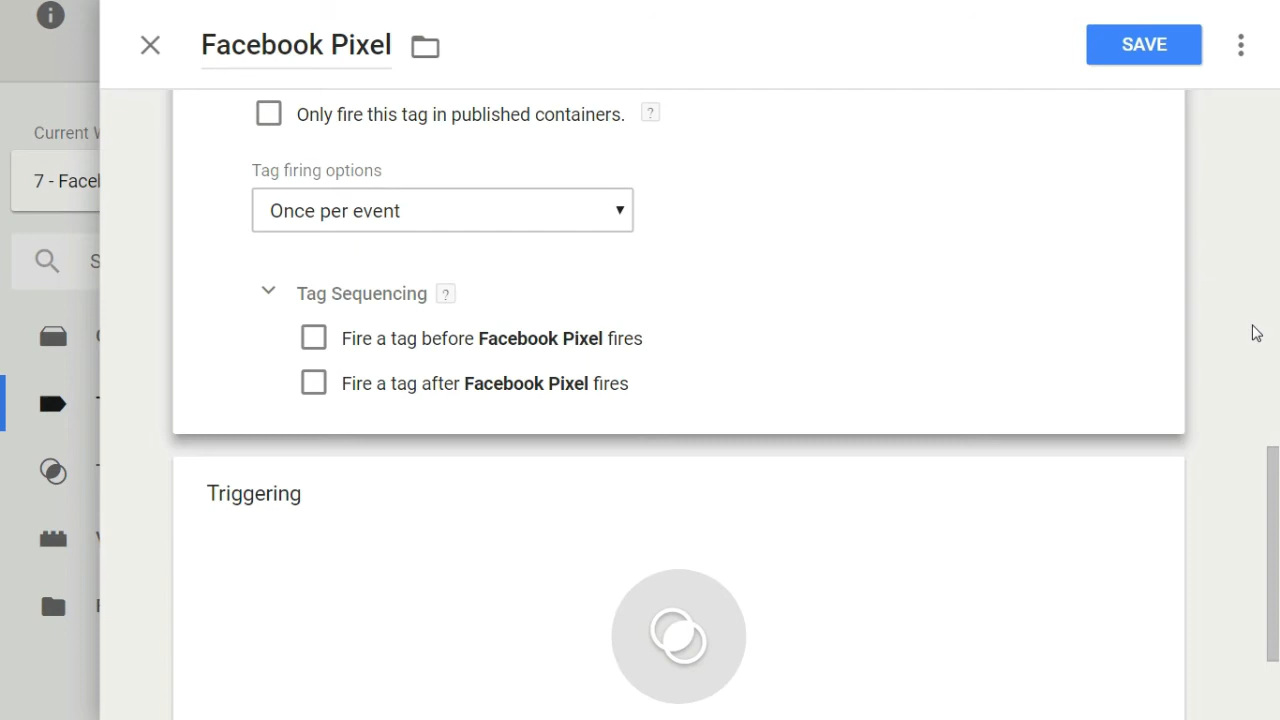 Facebook Pixel
SAVE
Only fire this tag in published containers. ?
Current
7 - Facel
Tag firing options
Once per event
S
Tag Sequencing ?
Fire a tag before Facebook Pixel fires
Fire a tag after Facebook Pixel fires
Triggering